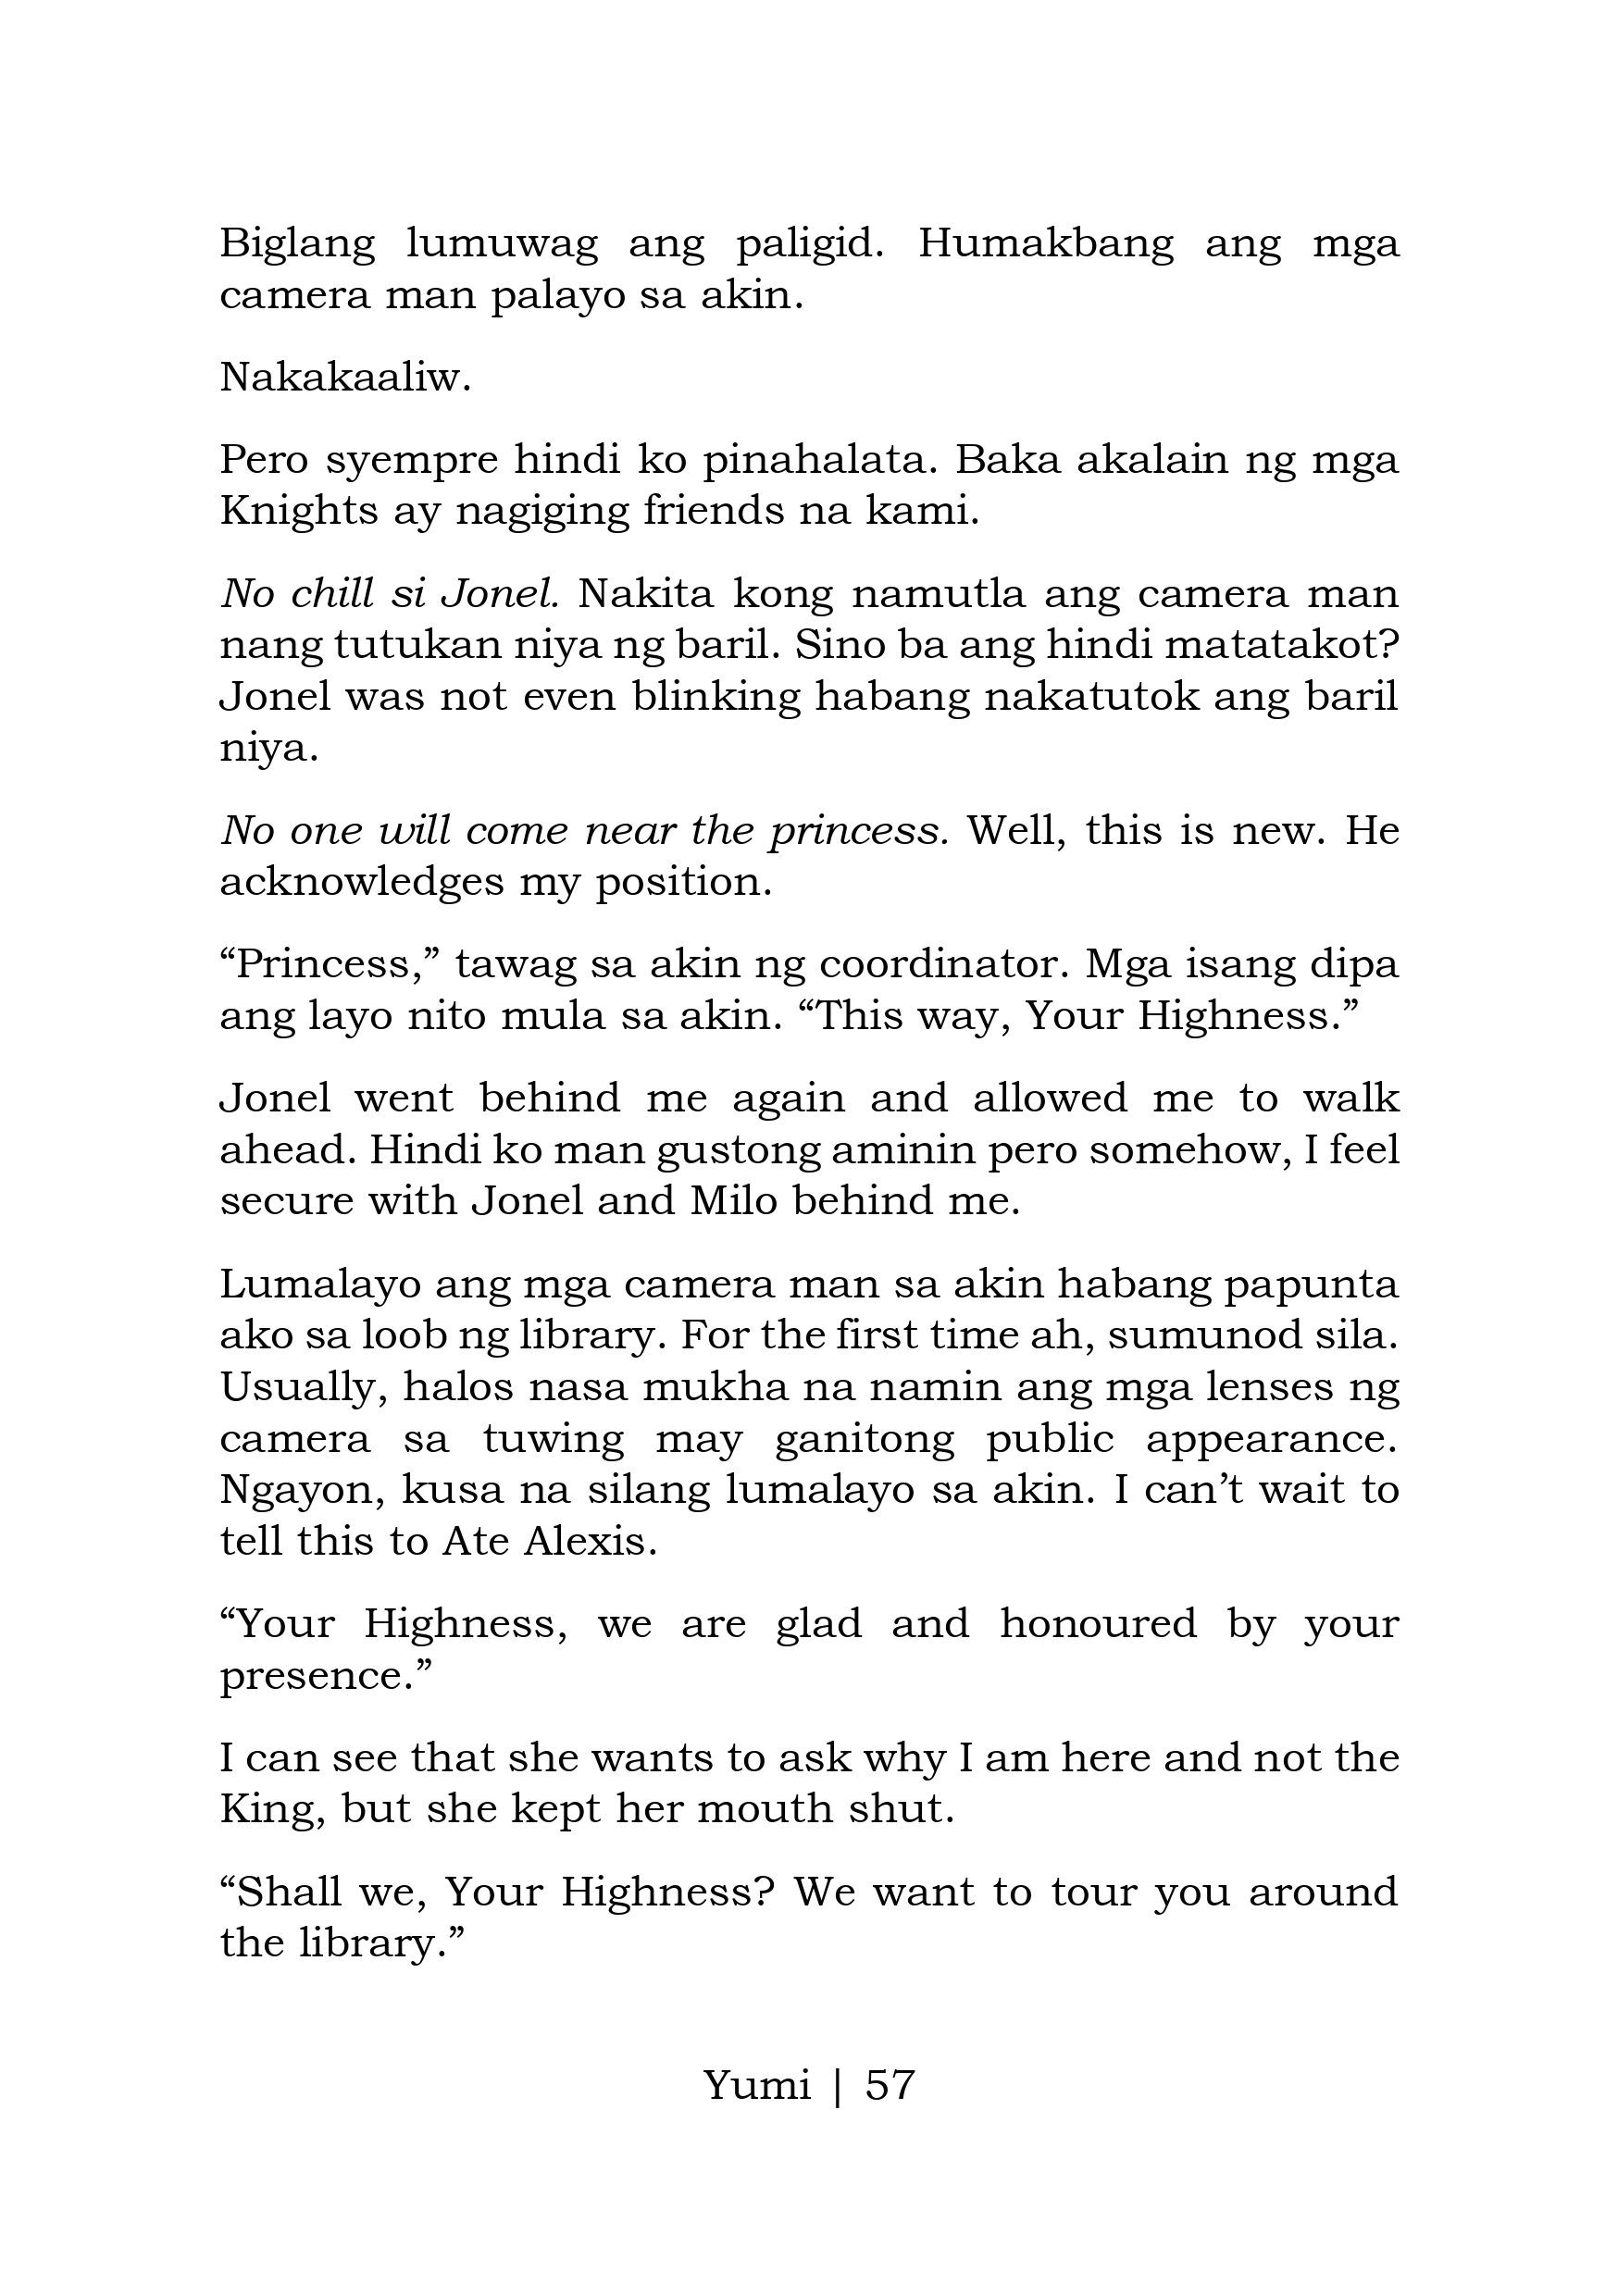 Biglang lumuwag ang paligid. Humakbang ang mga
camera man palayo sa akin.
Nakakaaliw.
Pero syempre hindi ko pinahalata. Baka akalain ng mga
Knights ay nagiging friends na kami.
No chill si Jonel. Nakita kong namutla ang camera man
nang tutukan niya ng baril. Sino ba ang hindi matatakot?
Jonel was not even blinking habang nakatutok ang baril
niya.
No one will come near the princess. Well, this is new. He
acknowledges my position.
“Princess,” tawag sa akin ng coordinator. Mga isang dipa
ang layo nito mula sa akin. “This way, Your Highness.”
Jonel went behind me again and allowed me to walk
ahead. Hindi ko man gustong aminin pero somehow, I feel
secure with Jonel and Milo behind me.
Lumalayo ang mga camera man sa akin habang papunta
ako sa loob ng library. For the first time ah, sumunod sila.
Usually, halos nasa mukha na namin ang mga lenses ng
camera sa tuwing may ganitong public appearance.
Ngayon, kusa na silang lumalayo sa akin. I can’t wait to
tell this to Ate Alexis.
“Your Highness, we are glad and honoured by your
presence.”
I can see that she wants to ask why I am here and not the
King, but she kept her mouth shut.
“Shall we, Your Highness? We want to tour you around
the library.”
Yumi | 57